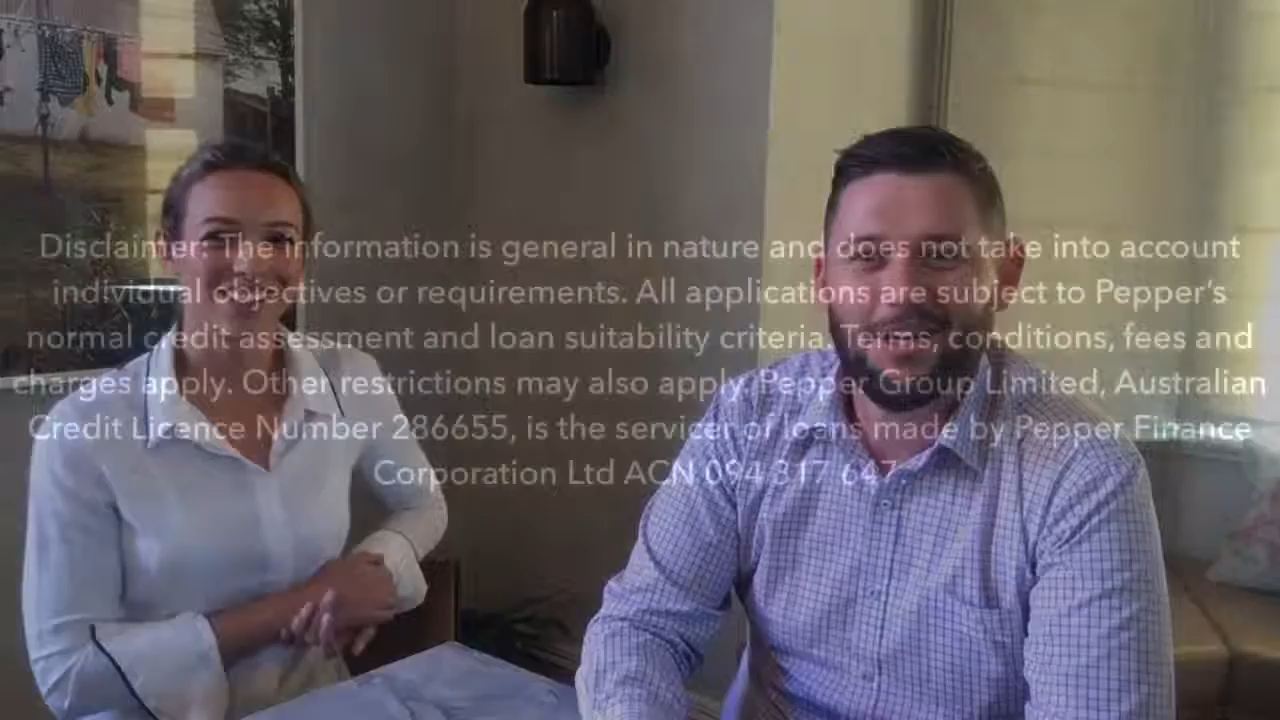 Disclaimer: The information is general in nature and does not take into account
individual objectives or requirements. All applications are subject to Pepper's
normal credit assessment and loan suitability criteria. Terms, conditions, fees and
charges apply. Other restrictions may also apply. Pepper Group Limited, Australian
Credit Licence Number 286655, is the servicer of loans made by Pepper Finance
Corporation Ltd ACN 094 317 647